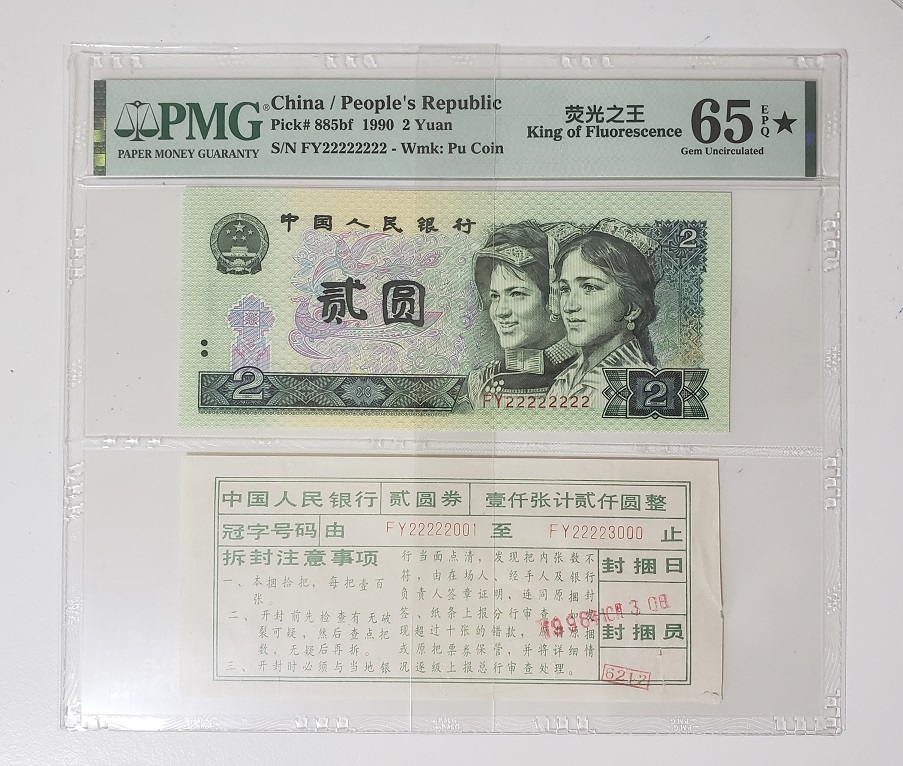 PMG®
PAPER MONEY GUARANTY
China / People's Republic
Pick# 885bf 1990 2 Yuan
S/N FY22222222 - Wmk: Pu Coin
荧光之王
King of Fluorescence
65 EPQ ★
Gem Uncirculated
中国人民银行
2
贰圆
2
FY22222222
2
中国人民银行 贰圆券 壹仟张计贰仟圆整
冠字号码 由 FY22222001 至 FY22223000 止
拆封注意事项
一、本捆拾把，每把壹百
张。
二、开封前先检查有无破
裂可疑，然后查点把
数，无疑后再拆。
三、开封时必须与当地银
行当面点清，发现把内张数不
符，由在场人、经手人及银行
负责人签章证明，连同原捆封
签、纸条上报分行审查。
现超过十张的错款，原捆
或原把票券保管，并将详细情
况逐级上报总行审查处理。
封捆日
封捆员
6212